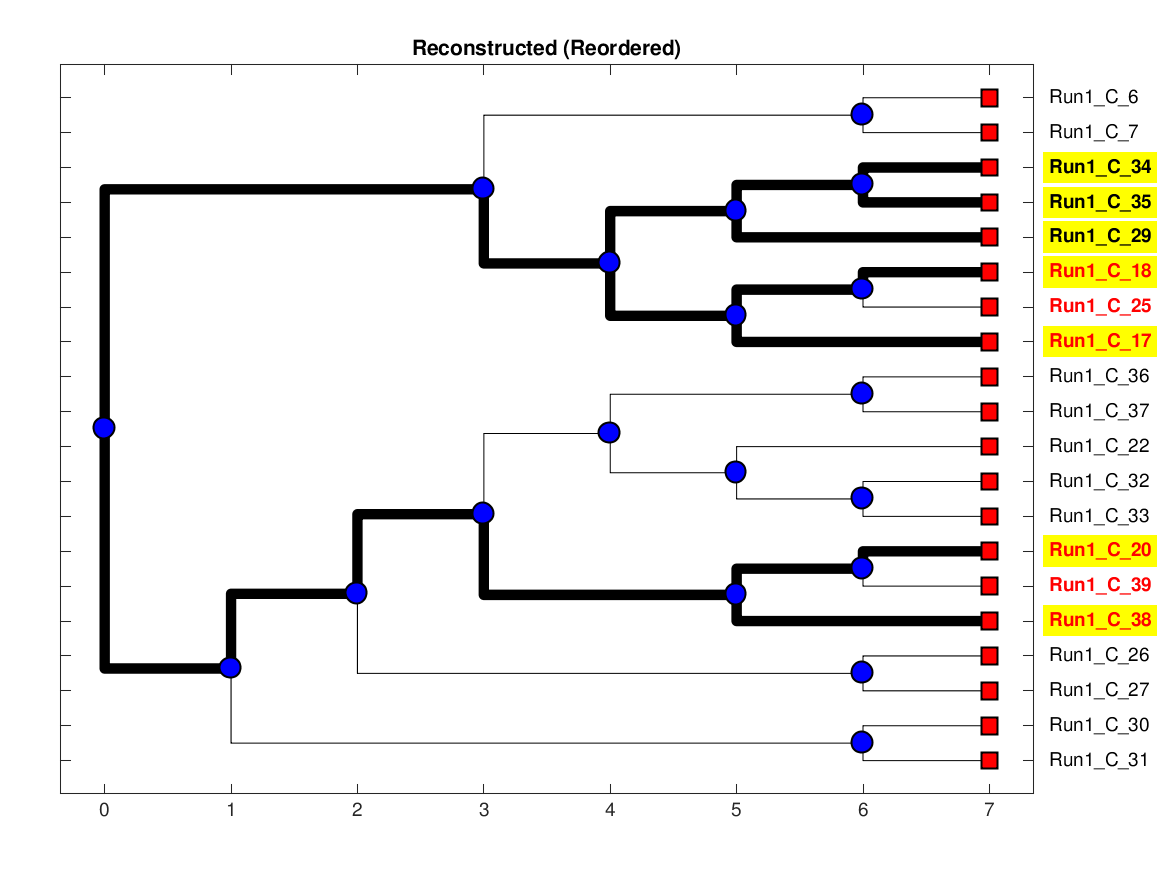 Reconstructed (Reordered)
Run1_C_6
Run1_C_7
Run1_C_34
Run1_C_35
Run1_C_29
Run1_C_18
Run1_C_25
Run1_C_17
Run1_C_36
Run1_C_37
Run1_C_22
Run1_C_32
Run1_C_33
Run1_C_20
Run1_C_39
Run1_C_38
Run1_C_26
Run1_C_27
Run1_C_30
Run1_C_31
0 1 2 3 4 5 6 7